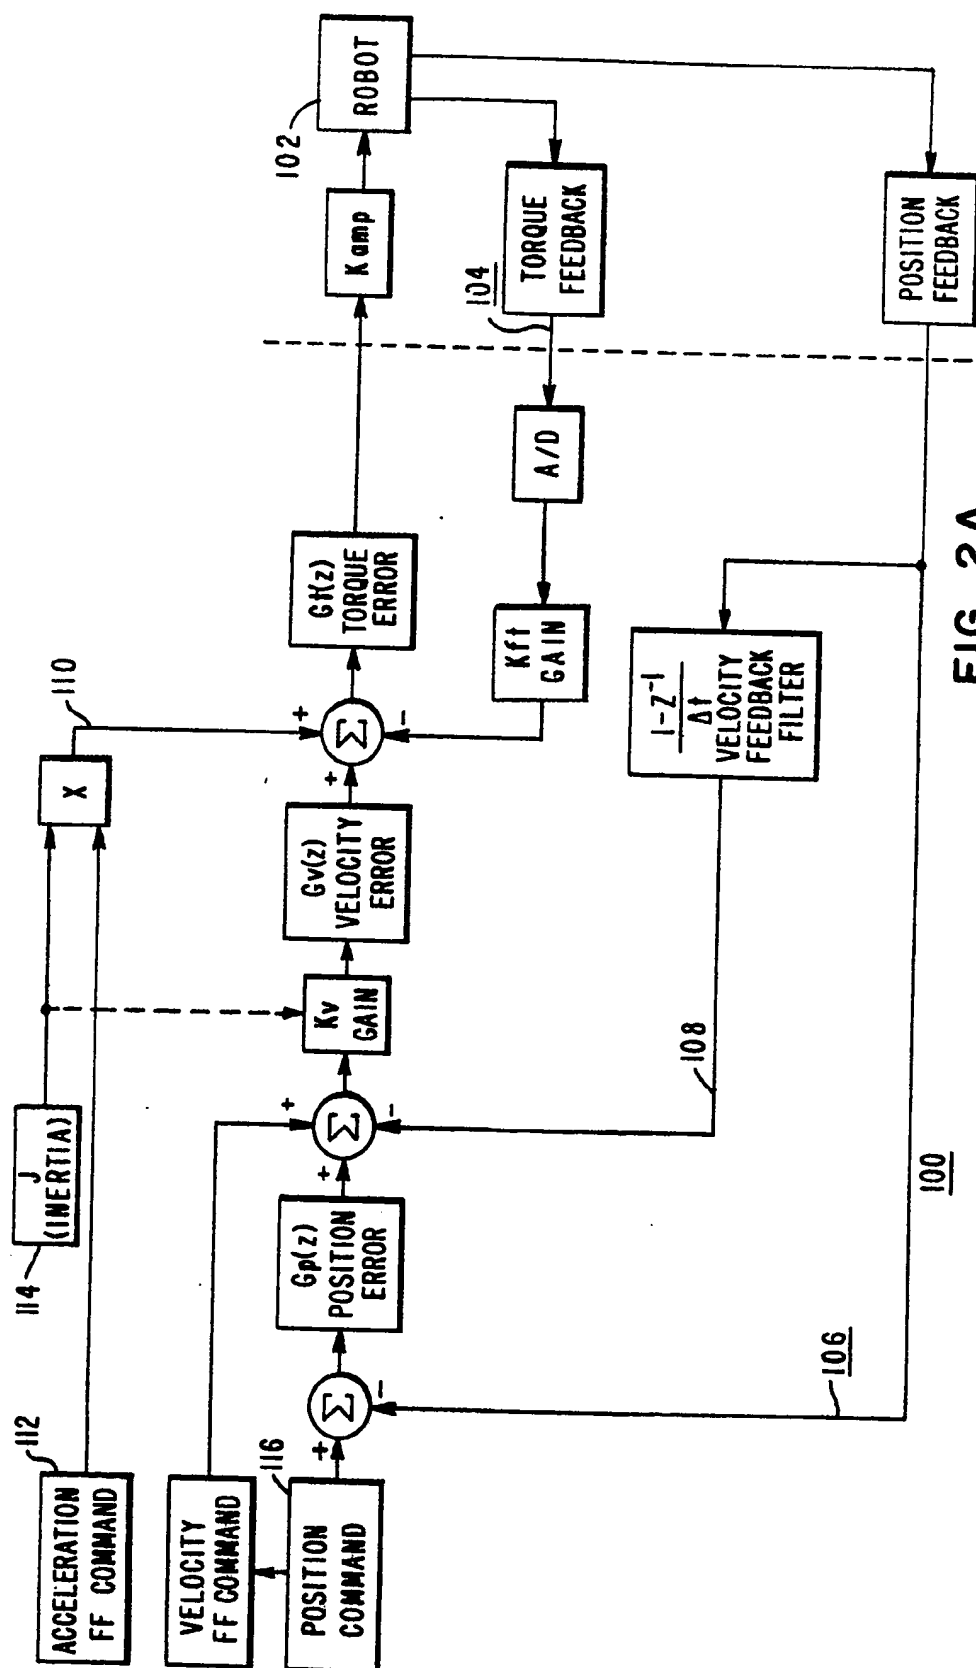 ACCELERATION
FF COMMAND
112
J
(INERTIA)
114
X
110
VELOCITY
FF COMMAND
POSITION
COMMAND
116
+
-
Σ
Gp(z)
POSITION
ERROR
+
+
-
Σ
Kv
GAIN
Gv(z)
VELOCITY
ERROR
+
+
-
Σ
Gt(z)
TORQUE
ERROR
Kamp
ROBOT
102
TORQUE
FEEDBACK
104
A/D
Kft
GAIN
1-Z⁻¹
Δt
VELOCITY
FEEDBACK
FILTER
108
POSITION
FEEDBACK
106
100
FIG. 2A